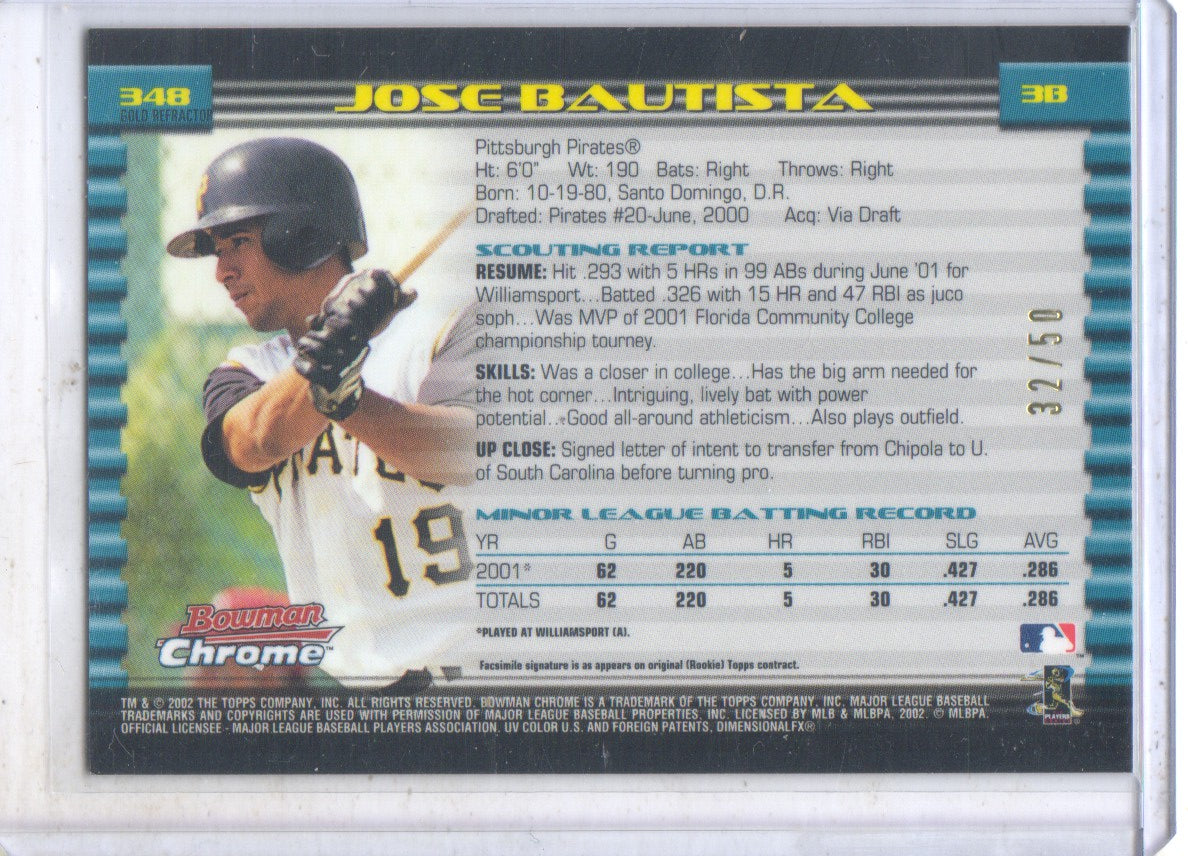 348
GOLD REFRACTOR
JOSE BAUTISTA
3B
Pittsburgh Pirates®
Ht: 6'0" Wt: 190 Bats: Right Throws: Right
Born: 10-19-80, Santo Domingo, D.R.
Drafted: Pirates #20-June, 2000 Acq: Via Draft
SCOUTING REPORT
RESUME: Hit .293 with 5 HRs in 99 ABs during June '01 for
Williamsport...Batted .326 with 15 HR and 47 RBI as juco
soph...Was MVP of 2001 Florida Community College
championship tourney.
SKILLS: Was a closer in college...Has the big arm needed for
the hot corner...Intriguing, lively bat with power
potential...Good all-around athleticism...Also plays outfield.
UP CLOSE: Signed letter of intent to transfer from Chipola to U.
of South Carolina before turning pro.
32/50
MINOR LEAGUE BATTING RECORD
YR G AB HR RBI SLG AVG
2001* 62 220 5 30 .427 .286
TOTALS 62 220 5 30 .427 .286
*PLAYED AT WILLIAMSPORT (A).
Facsimile signature is as appears on original (Rookie) Topps contract.
P
19
Bowman
Chrome™
TM & © 2002 THE TOPPS COMPANY, INC. ALL RIGHTS RESERVED. BOWMAN CHROME IS A TRADEMARK OF THE TOPPS COMPANY, INC. MAJOR LEAGUE BASEBALL
TRADEMARKS AND COPYRIGHTS ARE USED WITH PERMISSION OF MAJOR LEAGUE BASEBALL PROPERTIES, INC. LICENSED BY MLB & MLBPA, 2002. © MLBPA.
OFFICIAL LICENSEE - MAJOR LEAGUE BASEBALL PLAYERS ASSOCIATION. UV COLOR U.S. AND FOREIGN PATENTS, DIMENSIONALFX®
PLAYERS